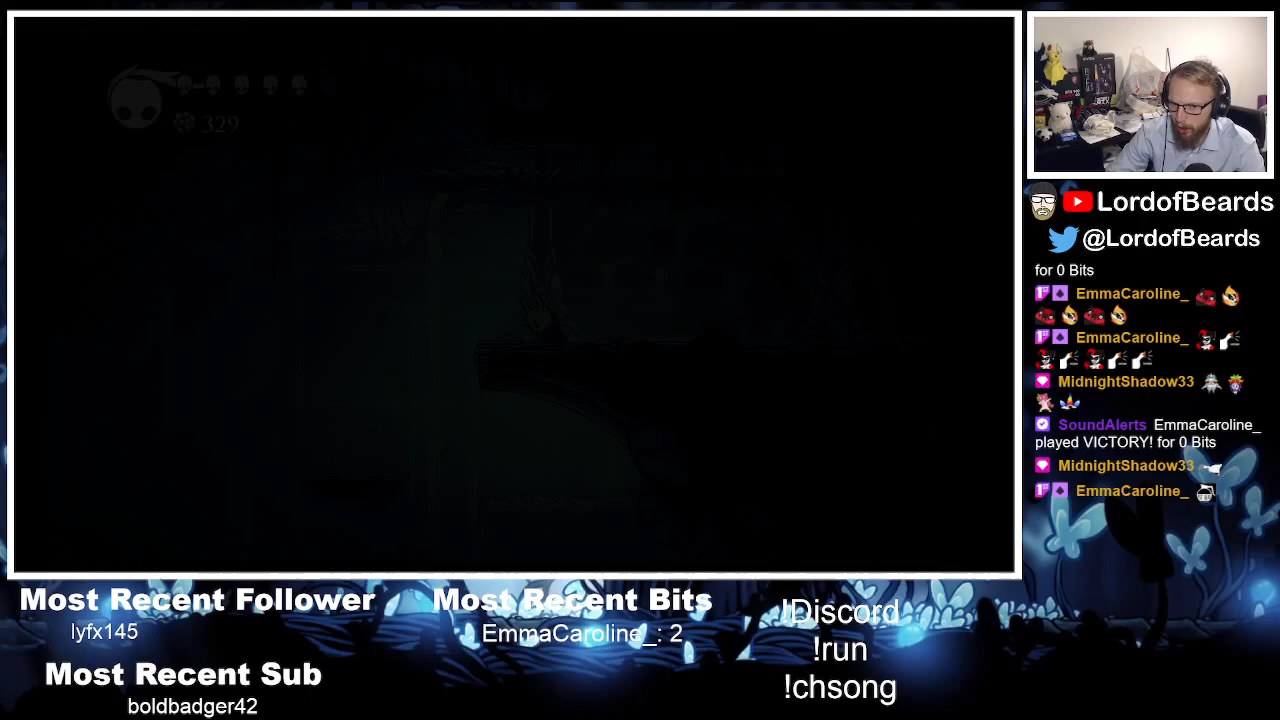 329
LordofBeards
@LordofBeards
for 0 Bits
EmmaCaroline_
EmmaCaroline_
MidnightShadow33
SoundAlerts EmmaCaroline_
played VICTORY! for 0 Bits
MidnightShadow33
EmmaCaroline_
Most Recent Follower
lyfx145
Most Recent Bits
EmmaCaroline_: 2
Most Recent Sub
boldbadger42
!Discord
!run
!chsong